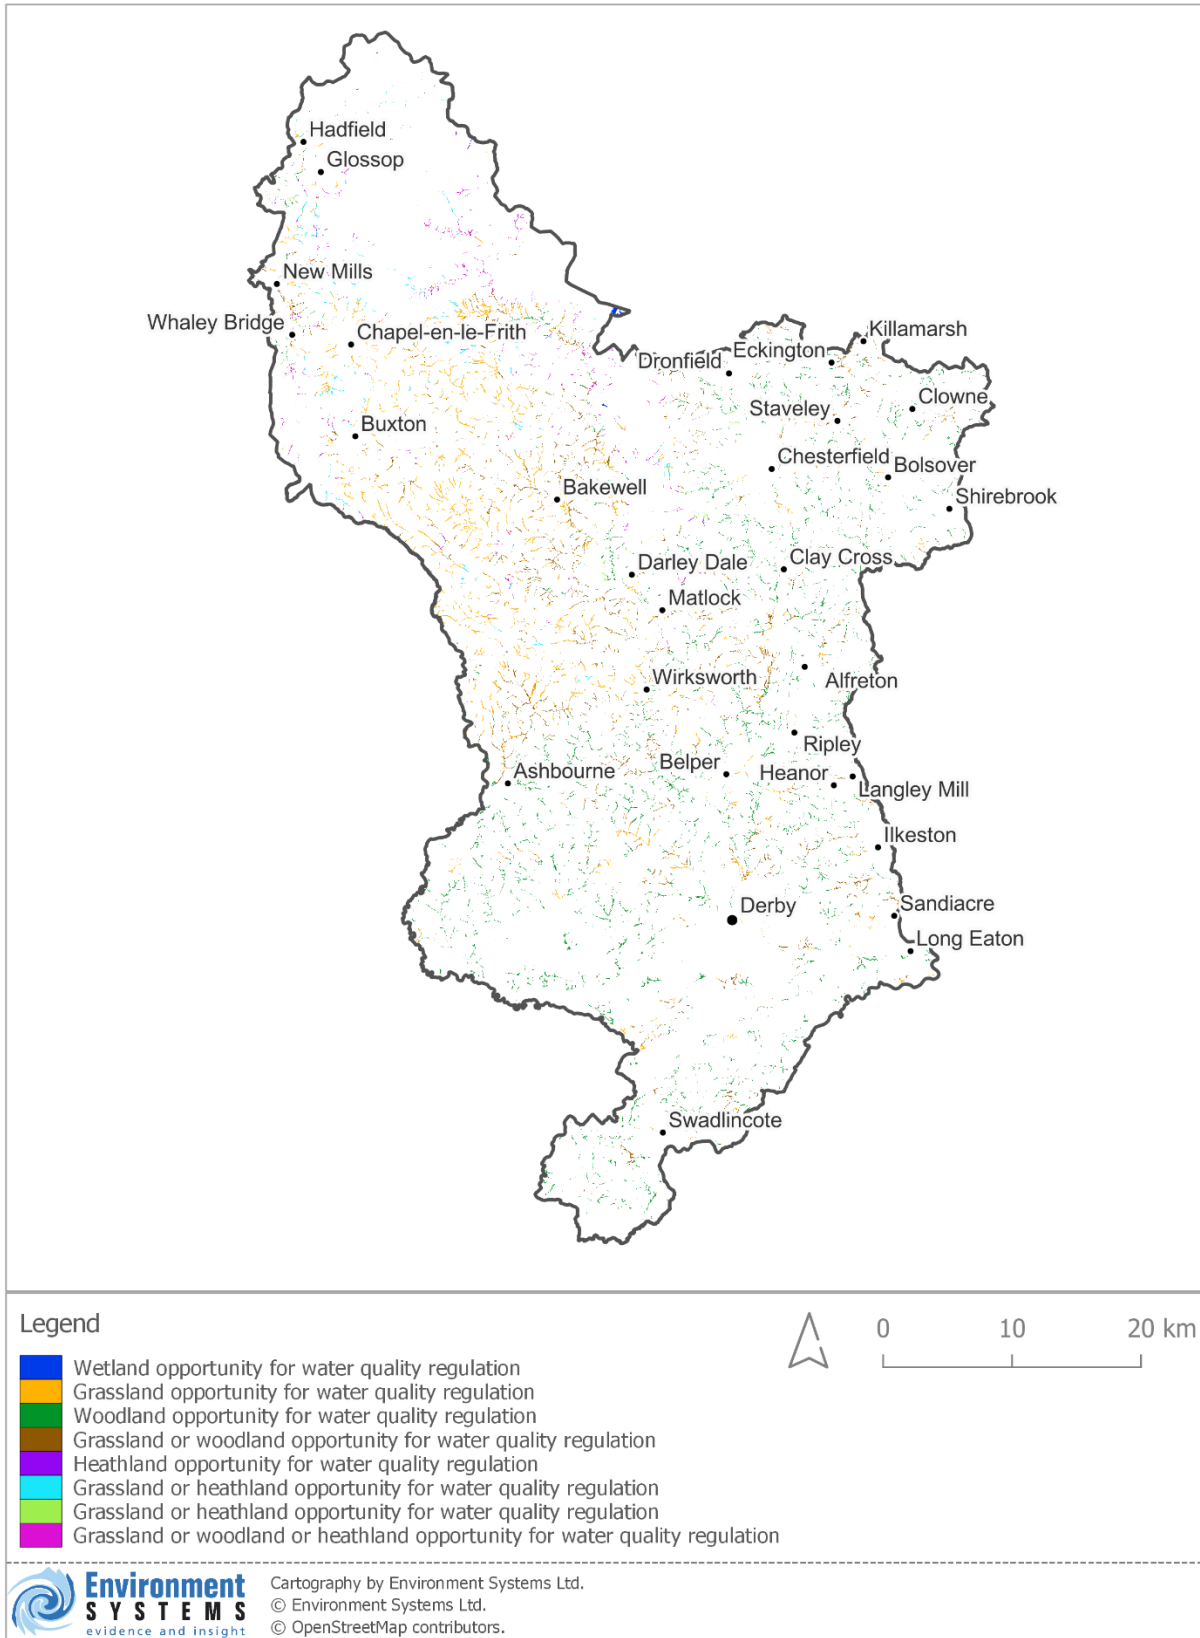 Hadfield
Glossop
New Mills
Whaley Bridge
Chapel-en-le-Frith
Killamarsh
Eckington
Dronfield
Clowne
Staveley
Buxton
Chesterfield
Bolsover
Bakewell
Shirebrook
Darley Dale
Clay Cross
Matlock
Wirksworth
Alfreton
Ripley
Belper
Heanor
Ashbourne
Langley Mill
Ilkeston
Derby
Sandiacre
Long Eaton
Swadlincote
Legend
0 10 20 km
Wetland opportunity for water quality regulation
Grassland opportunity for water quality regulation
Woodland opportunity for water quality regulation
Grassland or woodland opportunity for water quality regulation
Heathland opportunity for water quality regulation
Grassland or heathland opportunity for water quality regulation
Grassland or heathland opportunity for water quality regulation
Grassland or woodland or heathland opportunity for water quality regulation
Environment
SYSTEMS
evidence and insight
Cartography by Environment Systems Ltd.
© Environment Systems Ltd.
© OpenStreetMap contributors.